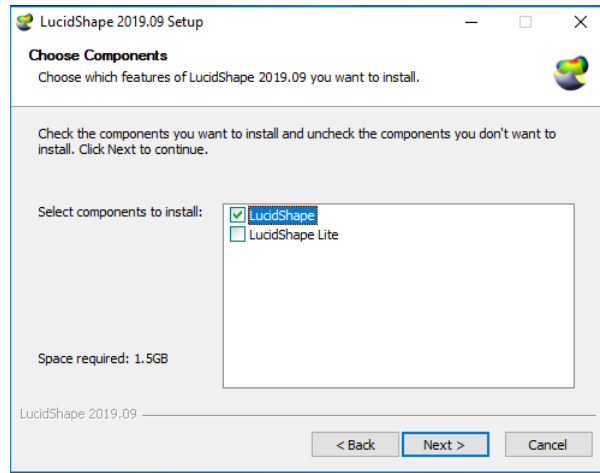 LucidShape 2019.09 Setup
Choose Components
Choose which features of LucidShape 2019.09 you want to install.
Check the components you want to install and uncheck the components you don't want to
install. Click Next to continue.
Select components to install:
LucidShape
LucidShape Lite
Space required: 1.5GB
LucidShape 2019.09
< Back
Next >
Cancel